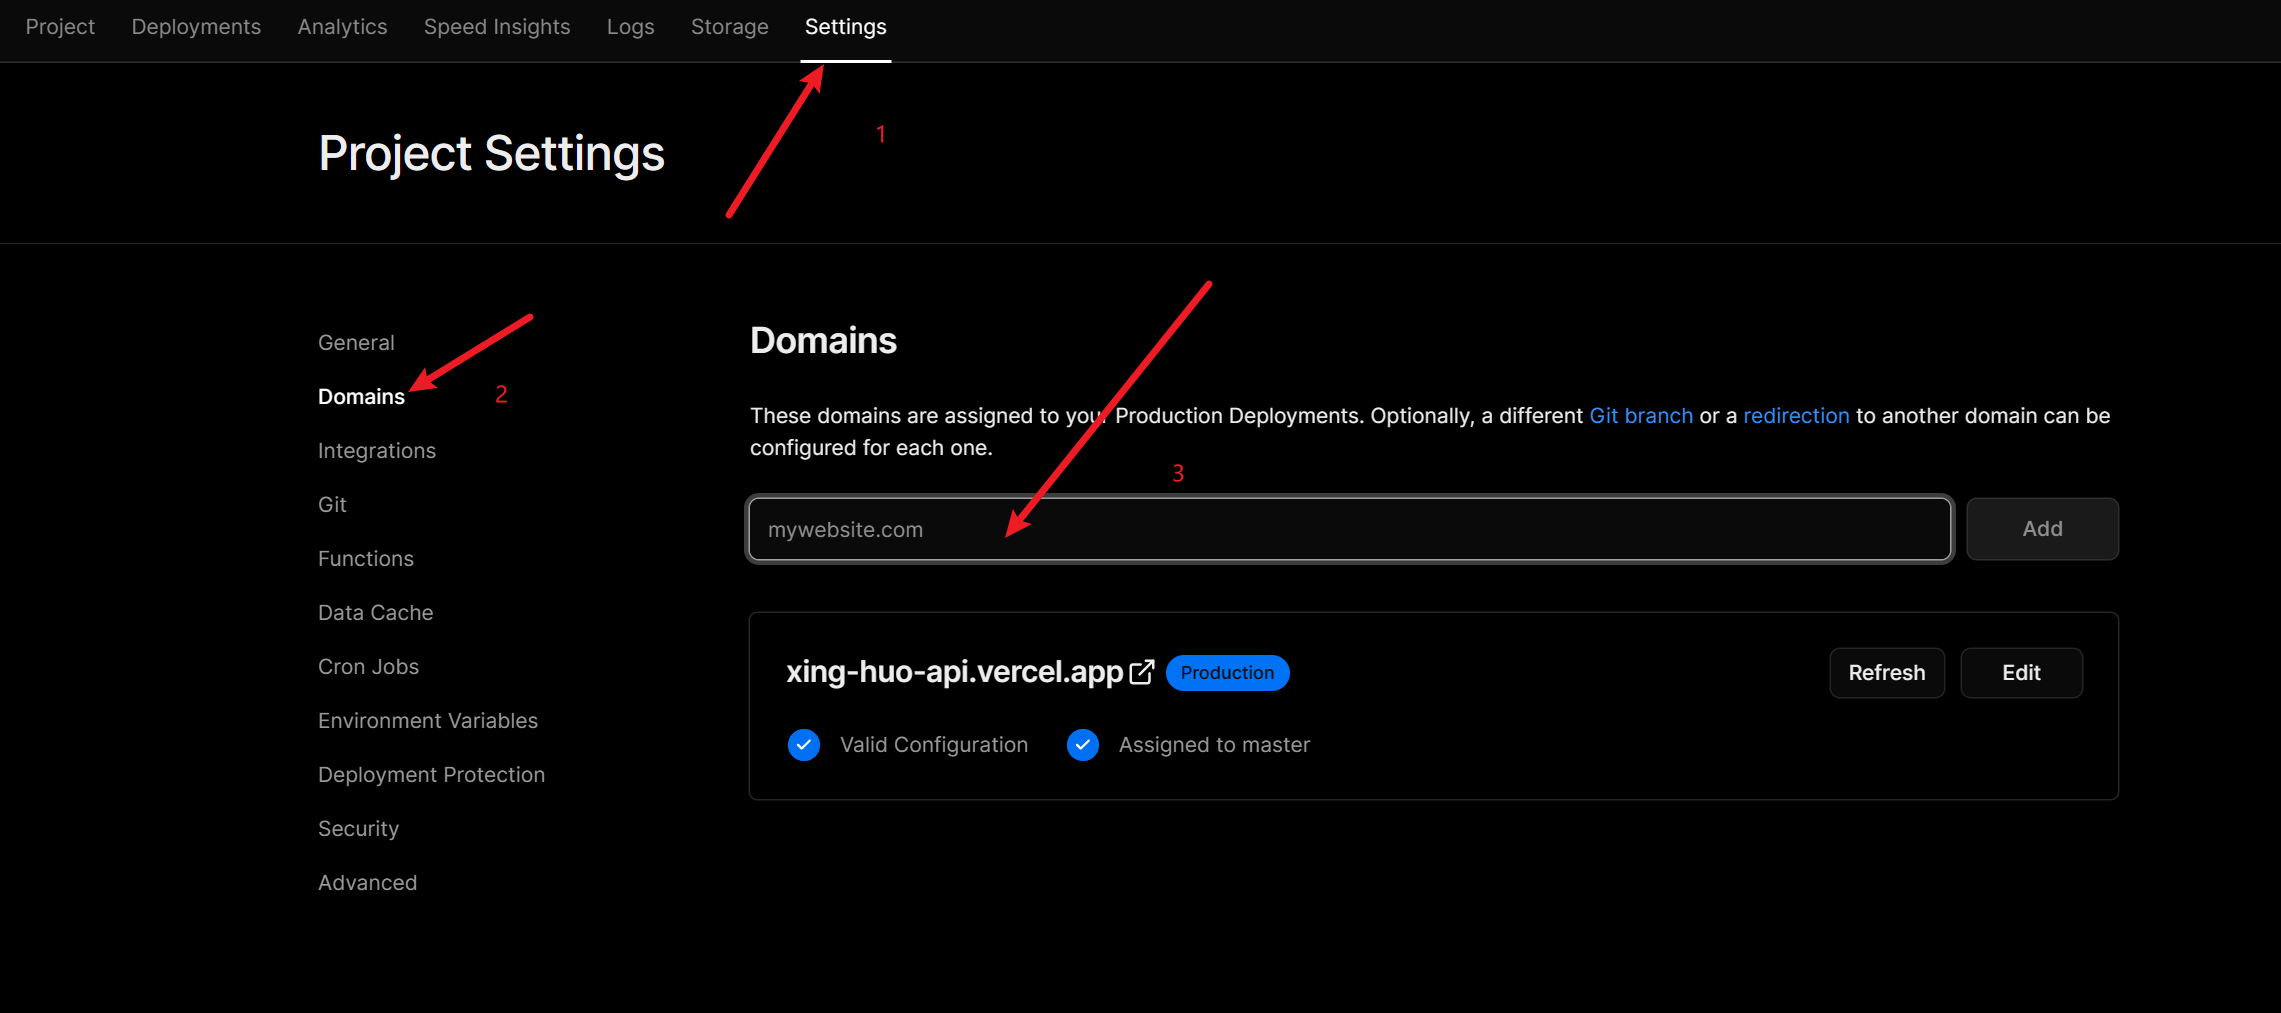 Project Deployments Analytics Speed Insights Logs Storage Settings
1
Project Settings
General
Domains
2
Integrations
Git
Functions
Data Cache
Cron Jobs
Environment Variables
Deployment Protection
Security
Advanced
Domains
These domains are assigned to your Production Deployments. Optionally, a different Git branch or a redirection to another domain can be
configured for each one.
3
mywebsite.com
Add
xing-huo-api.vercel.app Production
Refresh Edit
Valid Configuration Assigned to master